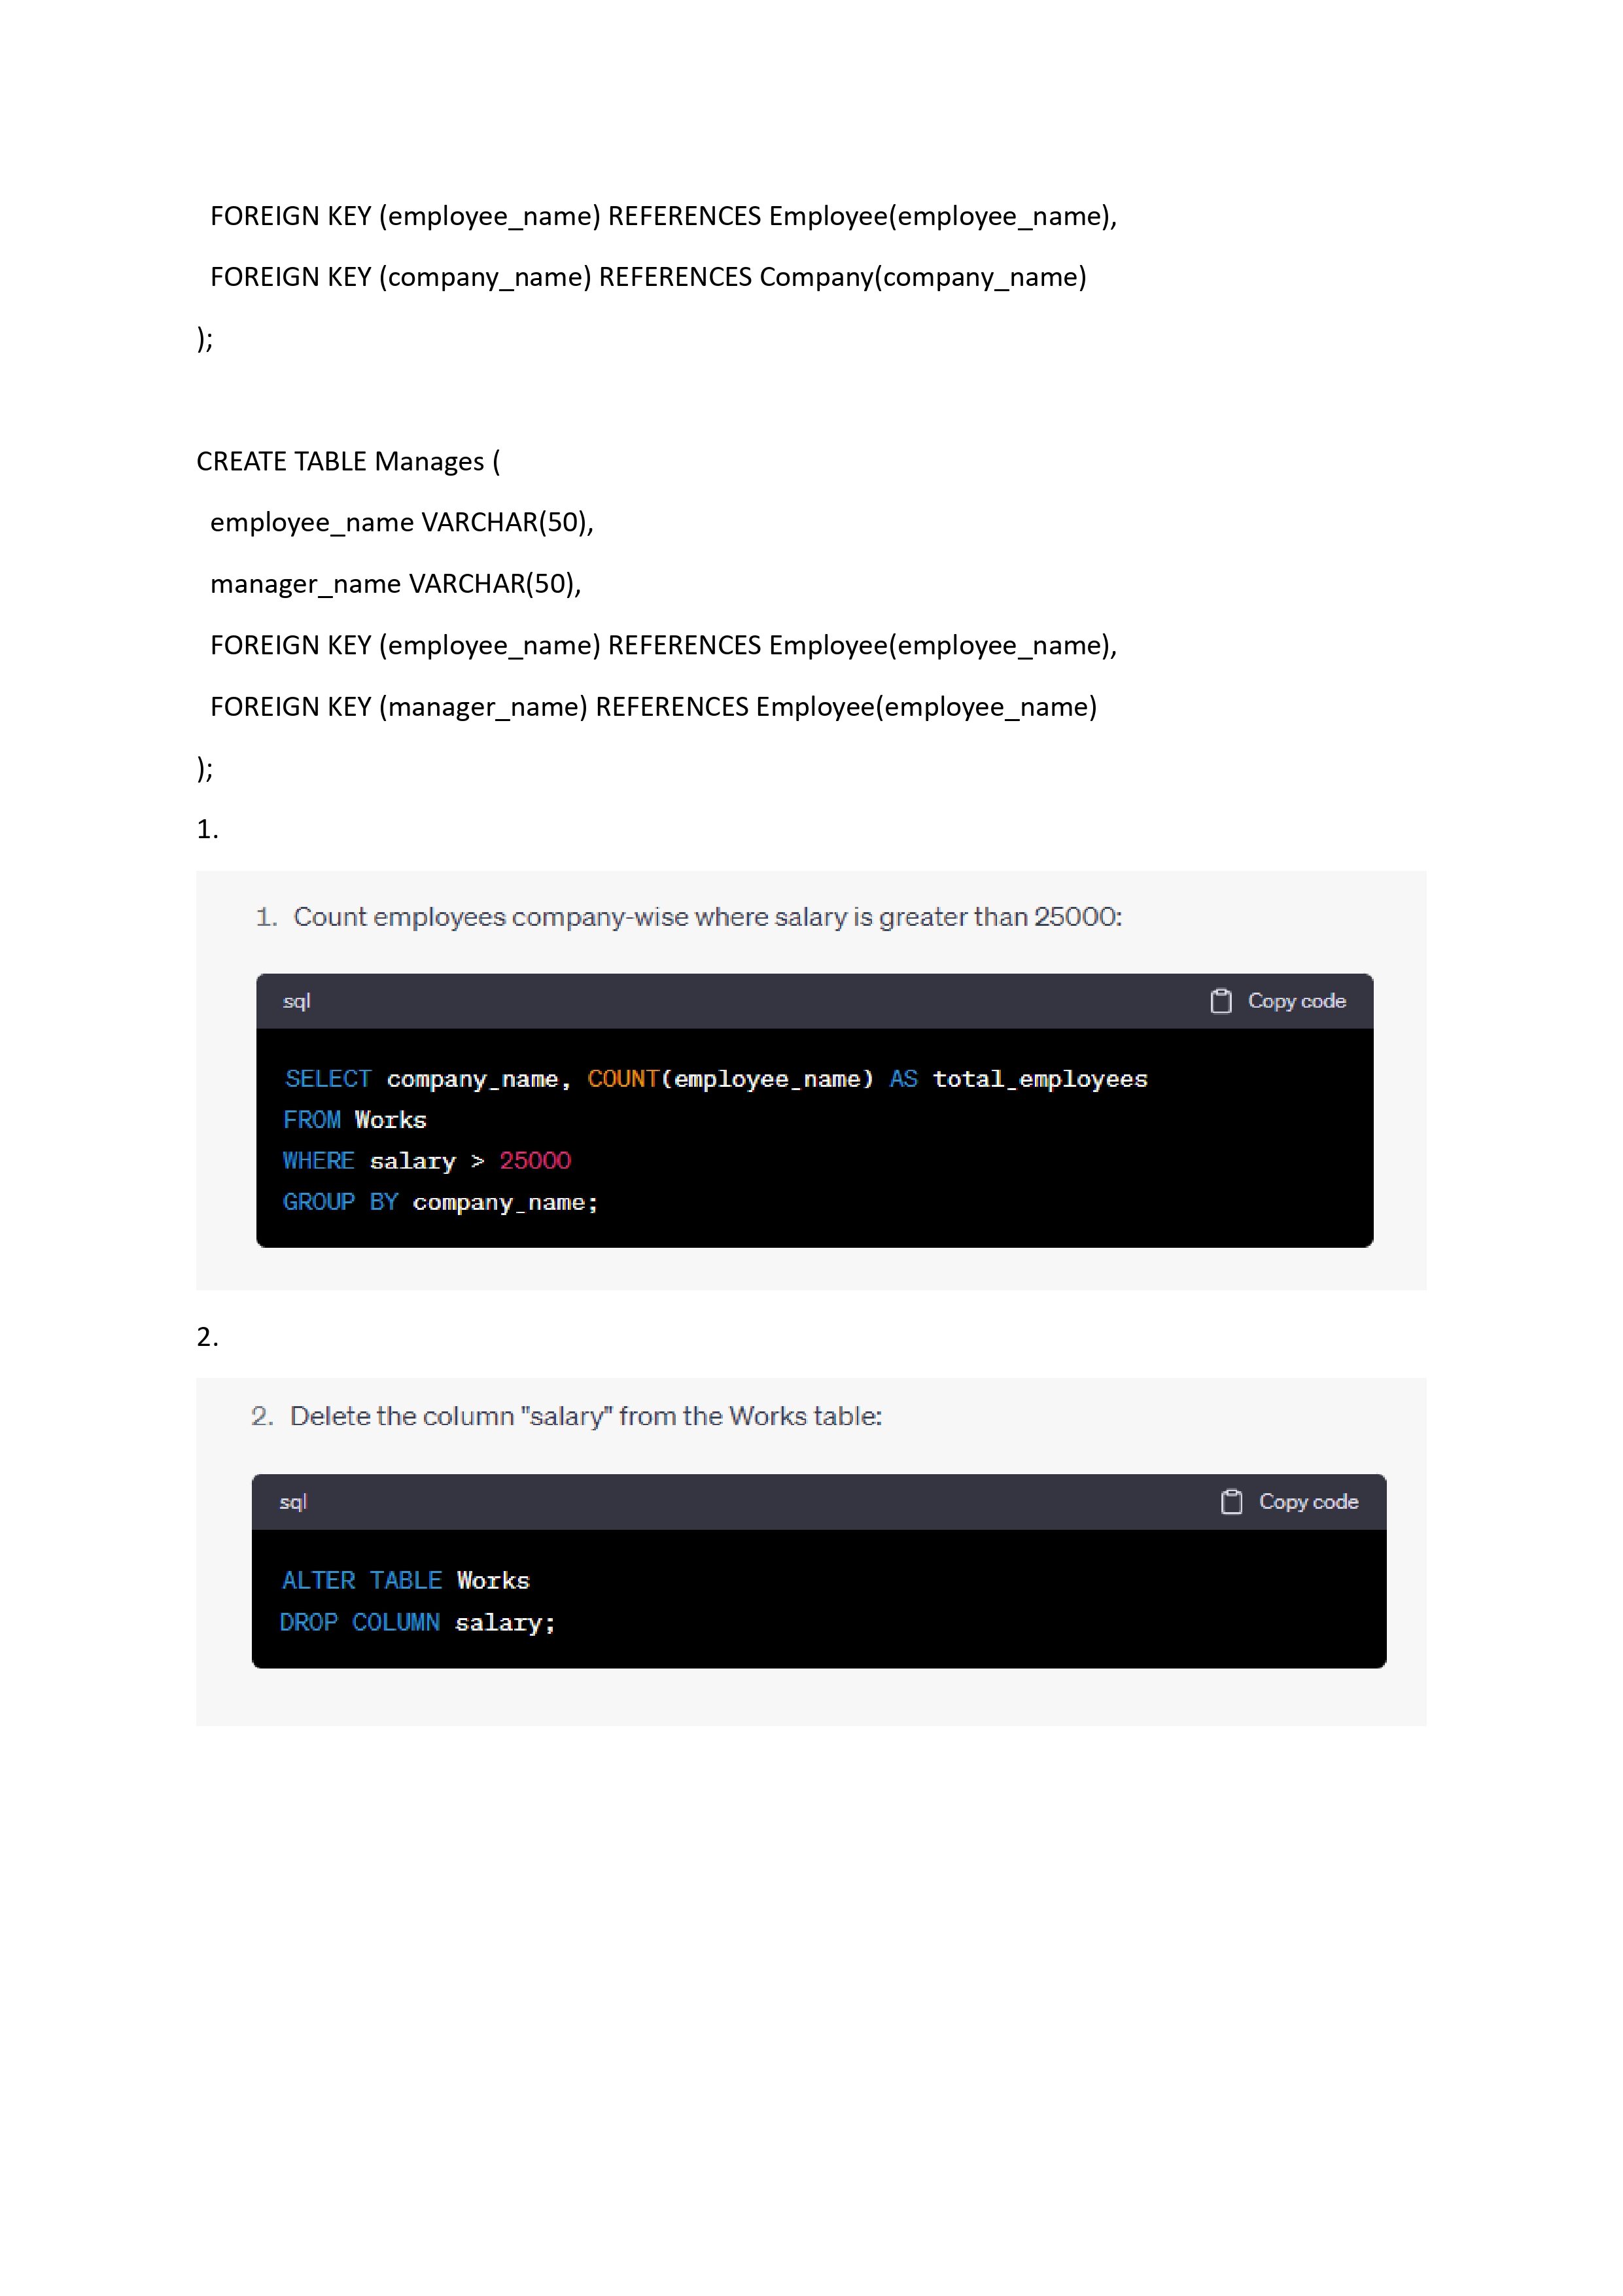 FOREIGN KEY (employee_name) REFERENCES Employee(employee_name),
FOREIGN KEY (company_name) REFERENCES Company(company_name)
);
CREATE TABLE Manages (
employee_name VARCHAR(50),
manager_name VARCHAR(50),
FOREIGN KEY (employee_name) REFERENCES Employee(employee_name),
FOREIGN KEY (manager_name) REFERENCES Employee(employee_name)
);
1.
1. Count employees company-wise where salary is greater than 25000:
sql Copy code
SELECT company_name, COUNT(employee_name) AS total_employees
FROM Works
WHERE salary > 25000
GROUP BY company_name;
2.
2. Delete the column "salary" from the Works table:
sql Copy code
ALTER TABLE Works
DROP COLUMN salary;